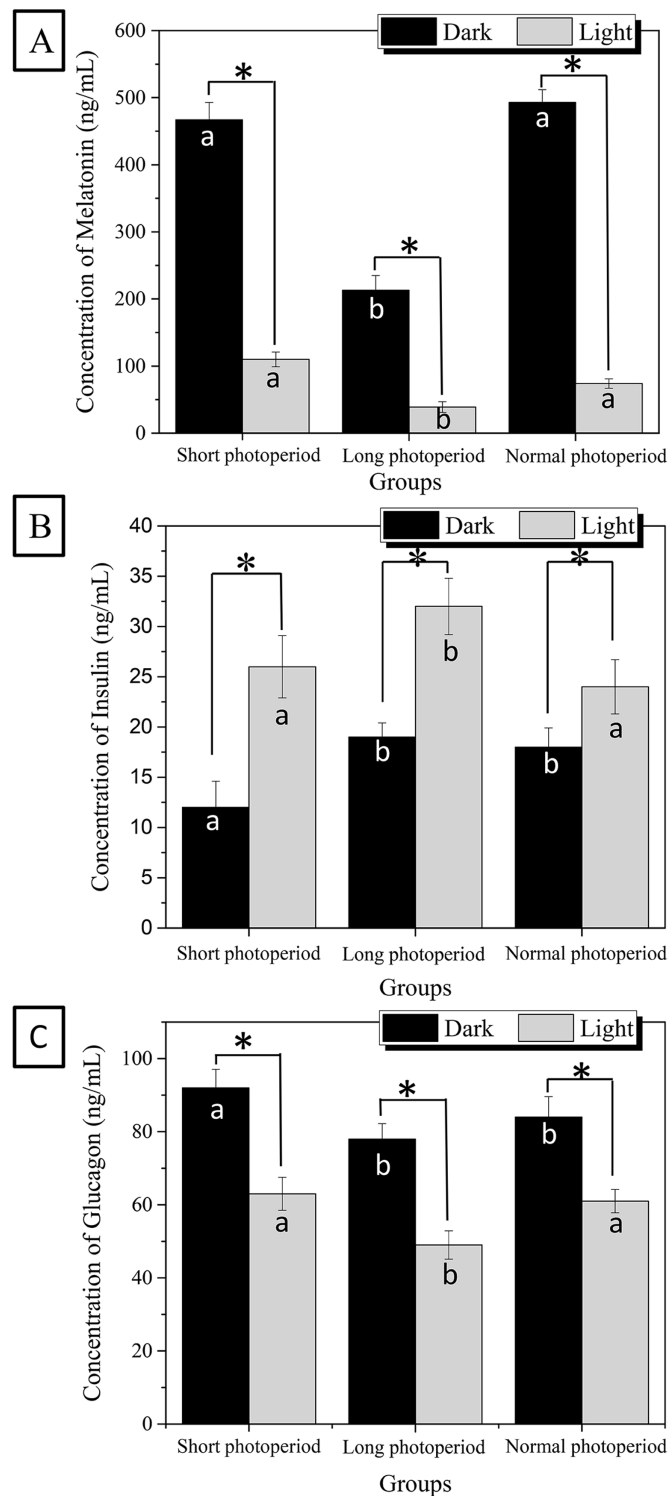 A
Dark Light
Concentration of Melatonin (ng/mL)
600
500
400
300
200
100
0
* * *
a a b b a a
Short photoperiod Long photoperiod Normal photoperiod
Groups
B
Dark Light
Concentration of Insulin (ng/mL)
40
35
30
25
20
15
10
5
0
* * *
a a b b b a
Short photoperiod Long photoperiod Normal photoperiod
Groups
C
Dark Light
Concentration of Glucagon (ng/mL)
100
80
60
40
20
0
* * *
a a b b b a
Short photoperiod Long photoperiod Normal photoperiod
Groups